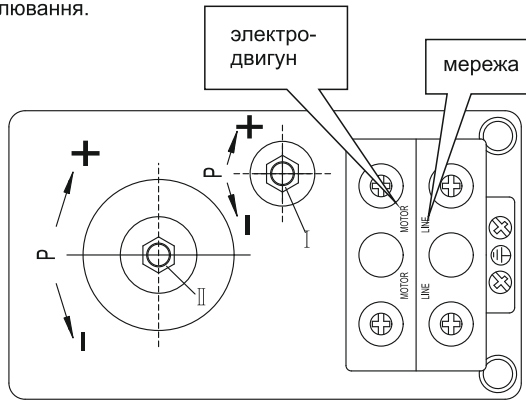 лювання.
электро-
двигун
мережа
+
+
P
P
-
-
I
II
MOTOR
LINE
MOTOR
LINE